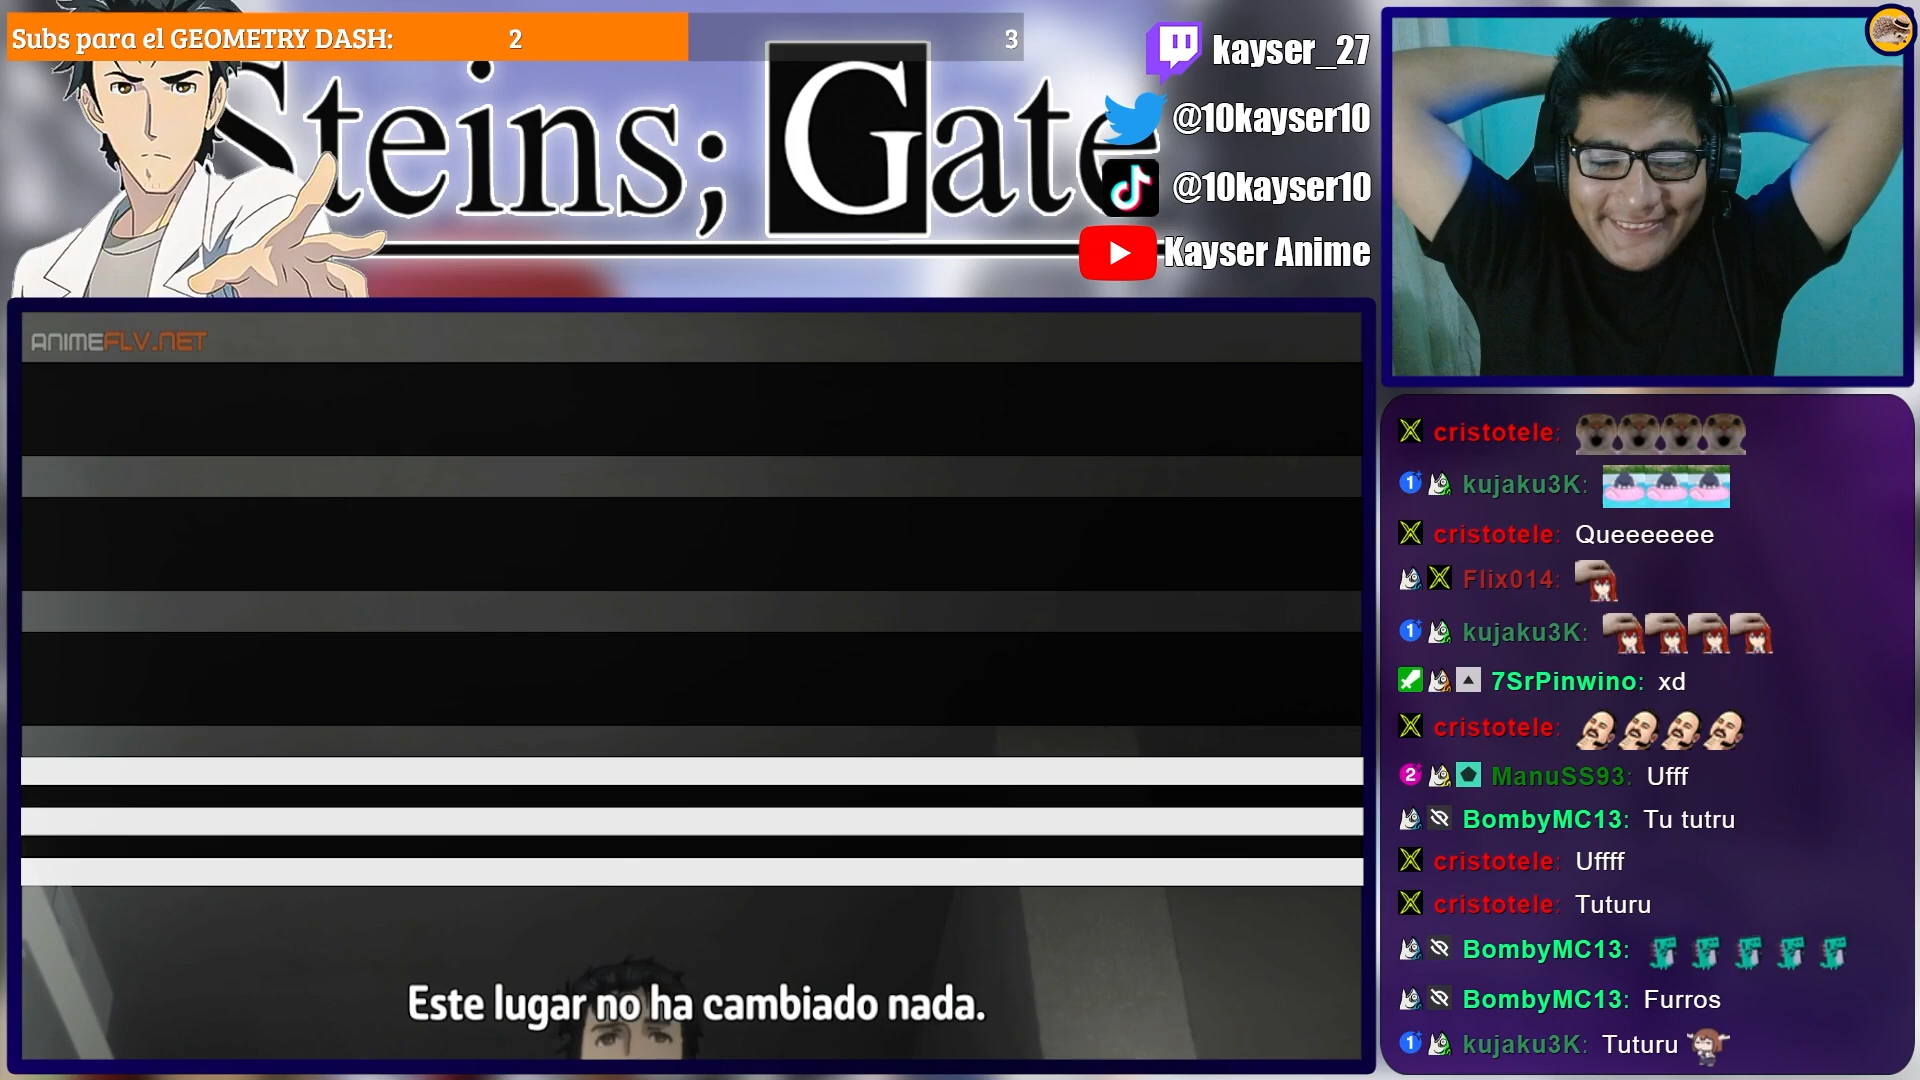 Subs para el GEOMETRY DASH: 2 3
Steins; Gate
kayser_27
@10kayser10
@10kayser10
Kayser Anime
ANIMEFLV.NET
Este lugar no ha cambiado nada.
cristotele:
kujaku3K:
cristotele: Queeeeeee
Flix014:
kujaku3K:
7SrPinwino: xd
cristotele:
ManuSS93: Ufff
BombyMC13: Tu tutru
cristotele: Uffff
cristotele: Tuturu
BombyMC13:
BombyMC13: Furros
kujaku3K: Tuturu